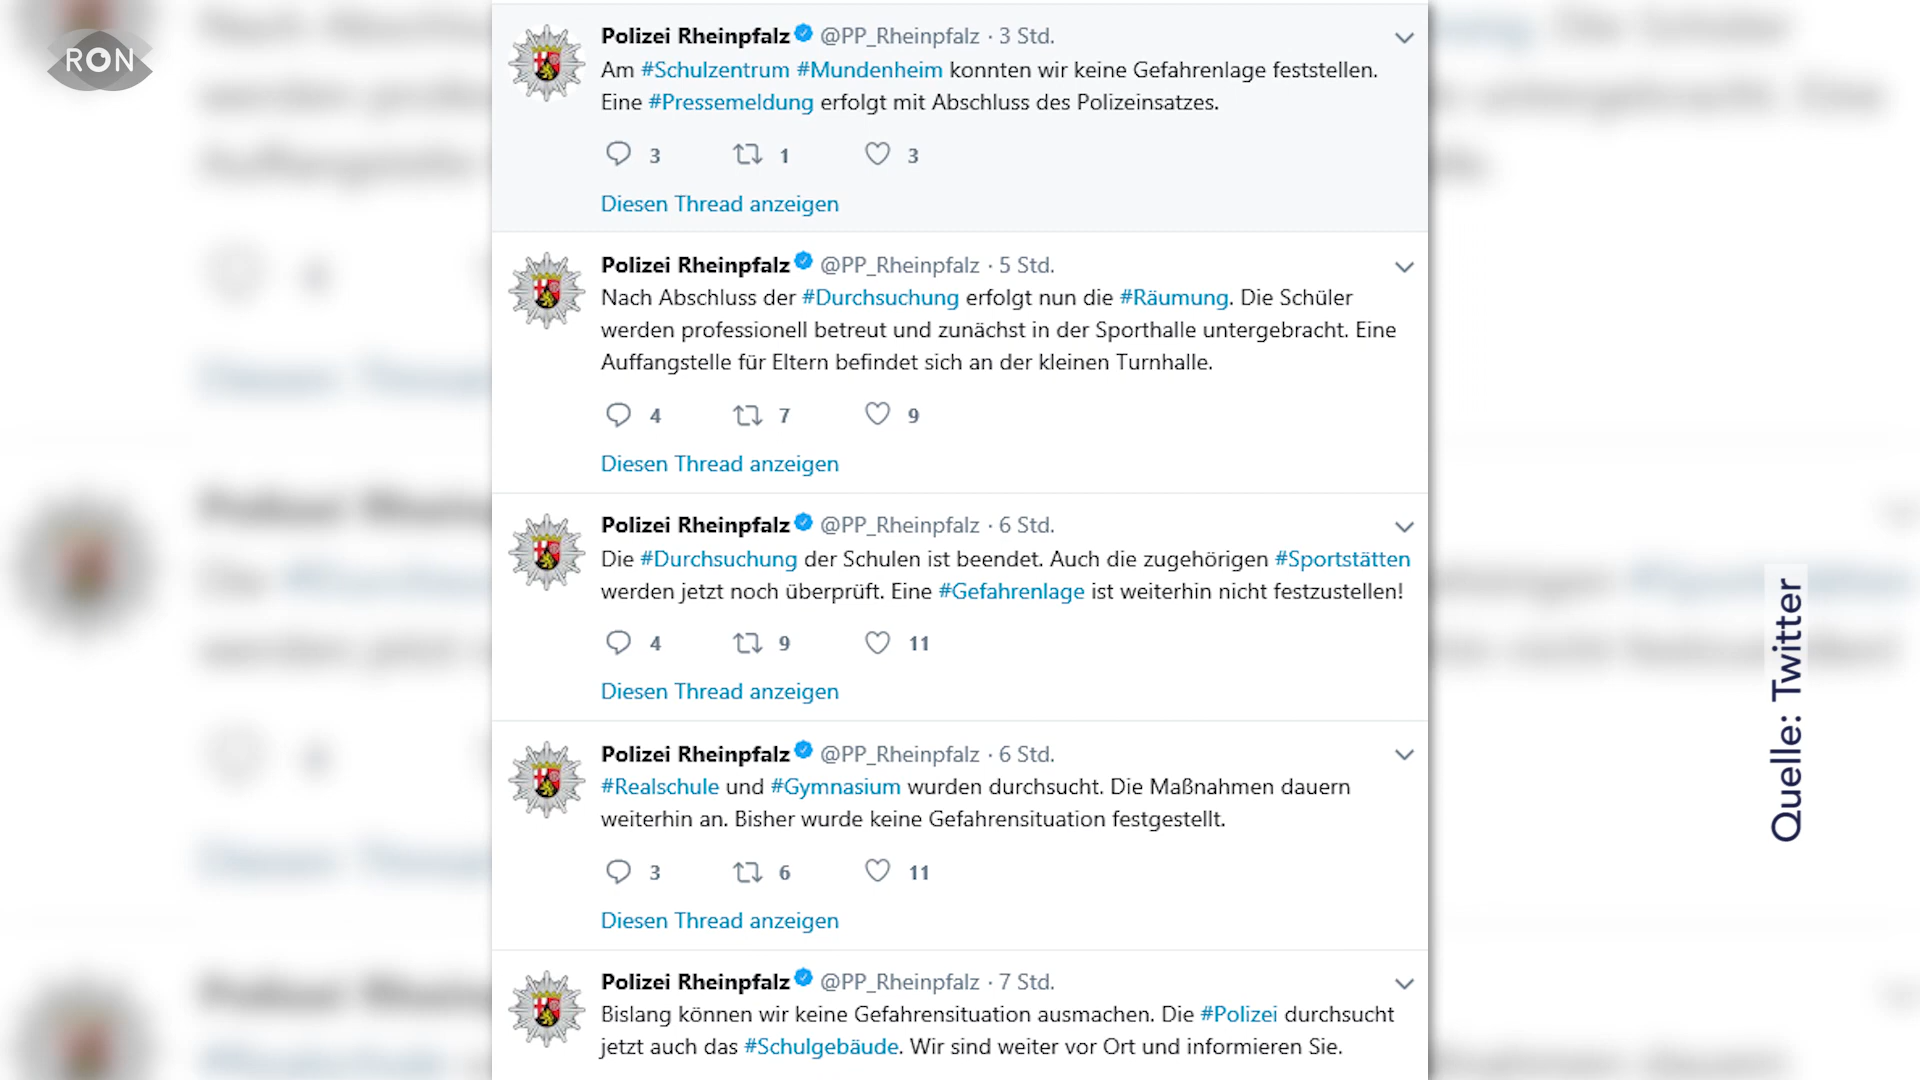 RON
Polizei Rheinpfalz @PP_Rheinpfalz · 3 Std.
Am #Schulzentrum #Mundenheim konnten wir keine Gefahrenlage feststellen.
Eine #Pressemeldung erfolgt mit Abschluss des Polizeinsatzes.
3 1 3
Diesen Thread anzeigen
Polizei Rheinpfalz @PP_Rheinpfalz · 5 Std.
Nach Abschluss der #Durchsuchung erfolgt nun die #Räumung. Die Schüler
werden professionell betreut und zunächst in der Sporthalle untergebracht. Eine
Auffangstelle für Eltern befindet sich an der kleinen Turnhalle.
4 7 9
Diesen Thread anzeigen
Polizei Rheinpfalz @PP_Rheinpfalz · 6 Std.
Die #Durchsuchung der Schulen ist beendet. Auch die zugehörigen #Sportstätten
werden jetzt noch überprüft. Eine #Gefahrenlage ist weiterhin nicht festzustellen!
4 9 11
Diesen Thread anzeigen
Polizei Rheinpfalz @PP_Rheinpfalz · 6 Std.
#Realschule und #Gymnasium wurden durchsucht. Die Maßnahmen dauern
weiterhin an. Bisher wurde keine Gefahrensituation festgestellt.
3 6 11
Diesen Thread anzeigen
Polizei Rheinpfalz @PP_Rheinpfalz · 7 Std.
Bislang können wir keine Gefahrensituation ausmachen. Die #Polizei durchsucht
jetzt auch das #Schulgebäude. Wir sind weiter vor Ort und informieren Sie.
Quelle: Twitter